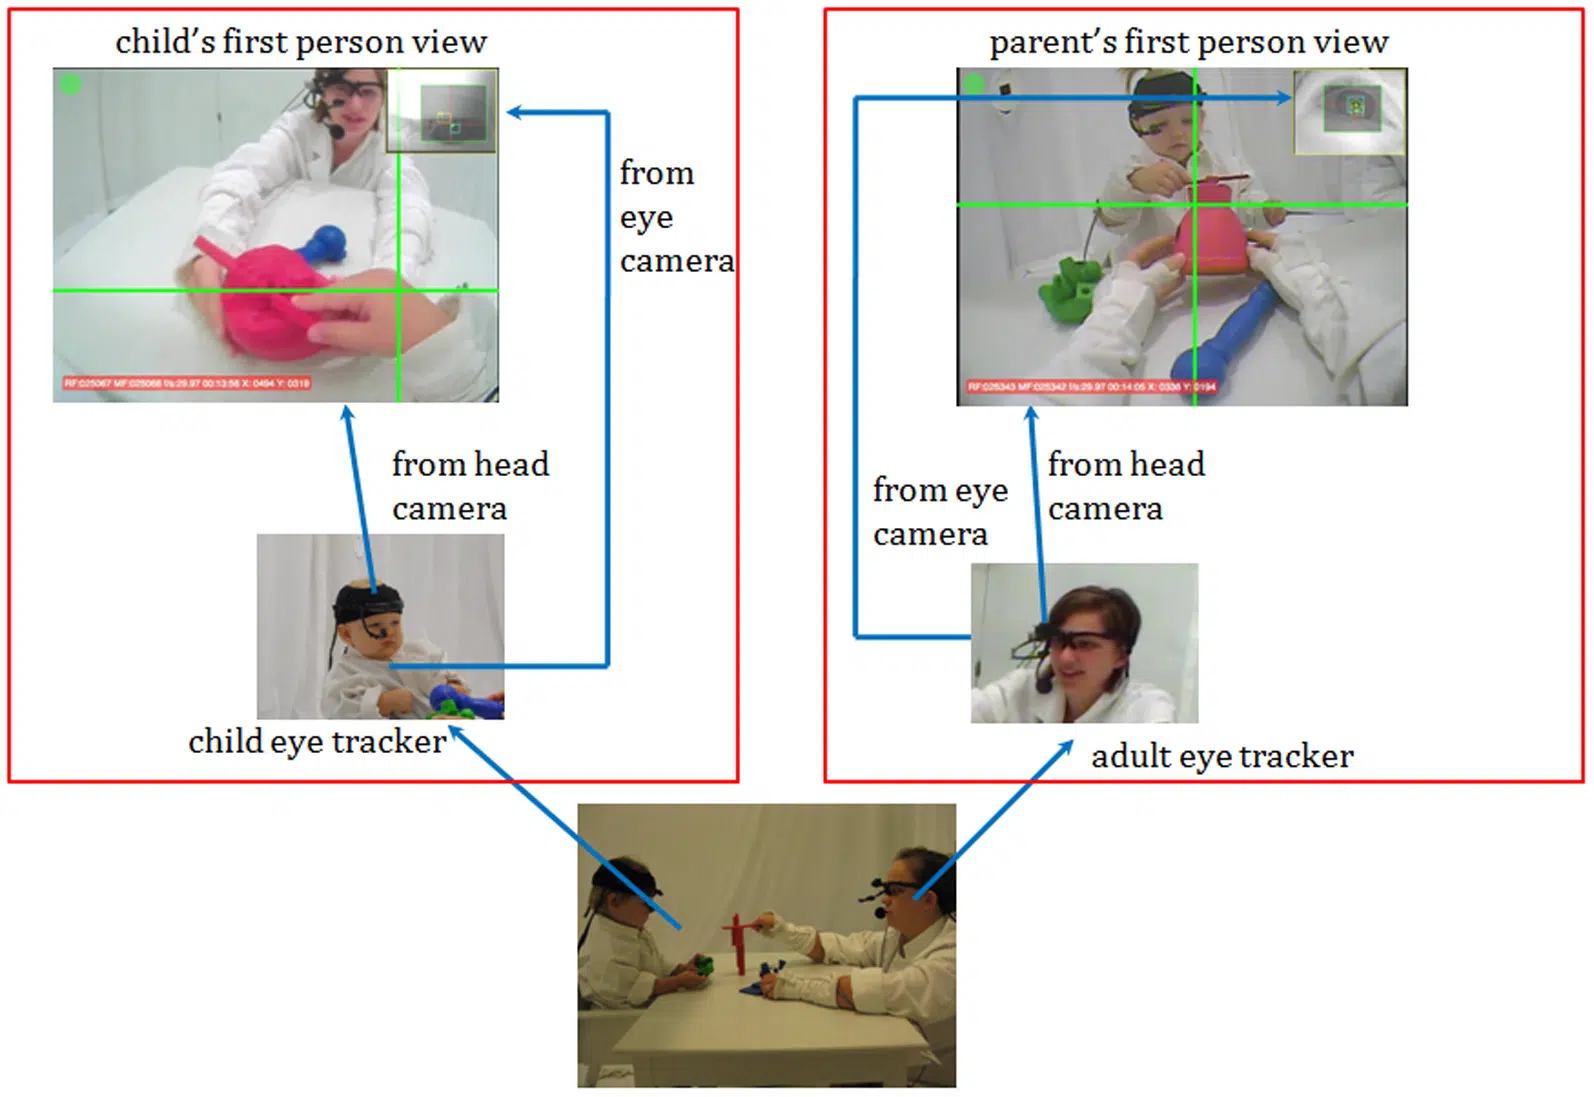 child's first person view
RF:025067 MF:025066 f/s:29.97 00:13:56 X: 0494 Y: 0319
from
eye
camera
from head
camera
child eye tracker
parent's first person view
RF:025343 MF:025342 f/s:29.97 00:14:05 X: 0336 Y: 0194
from eye
camera
from head
camera
adult eye tracker